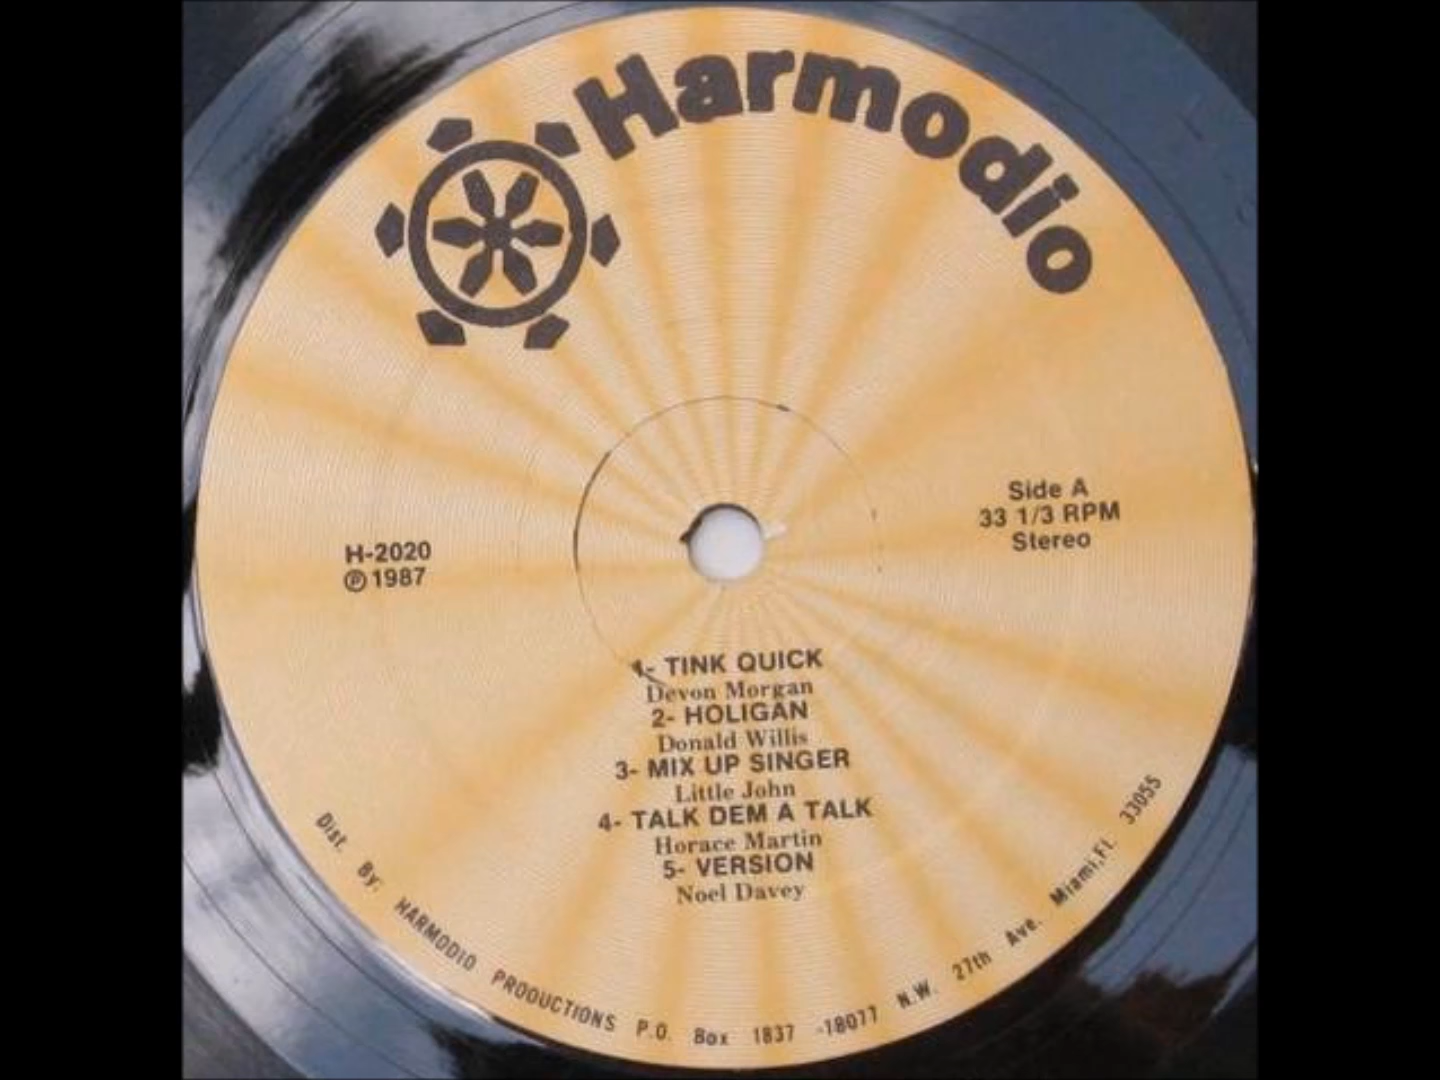 Harmodio
Side A
33 1/3 RPM
Stereo
H-2020
℗ 1987
1- TINK QUICK
Devon Morgan
2- HOLIGAN
Donald Willis
3- MIX UP SINGER
Little John
4- TALK DEM A TALK
Horace Martin
5- VERSION
Noel Davey
Dist. By: HARMODIO PRODUCTIONS P.O. Box 1837 -18077 N.W. 27th Ave. Miami,Fl. 33055